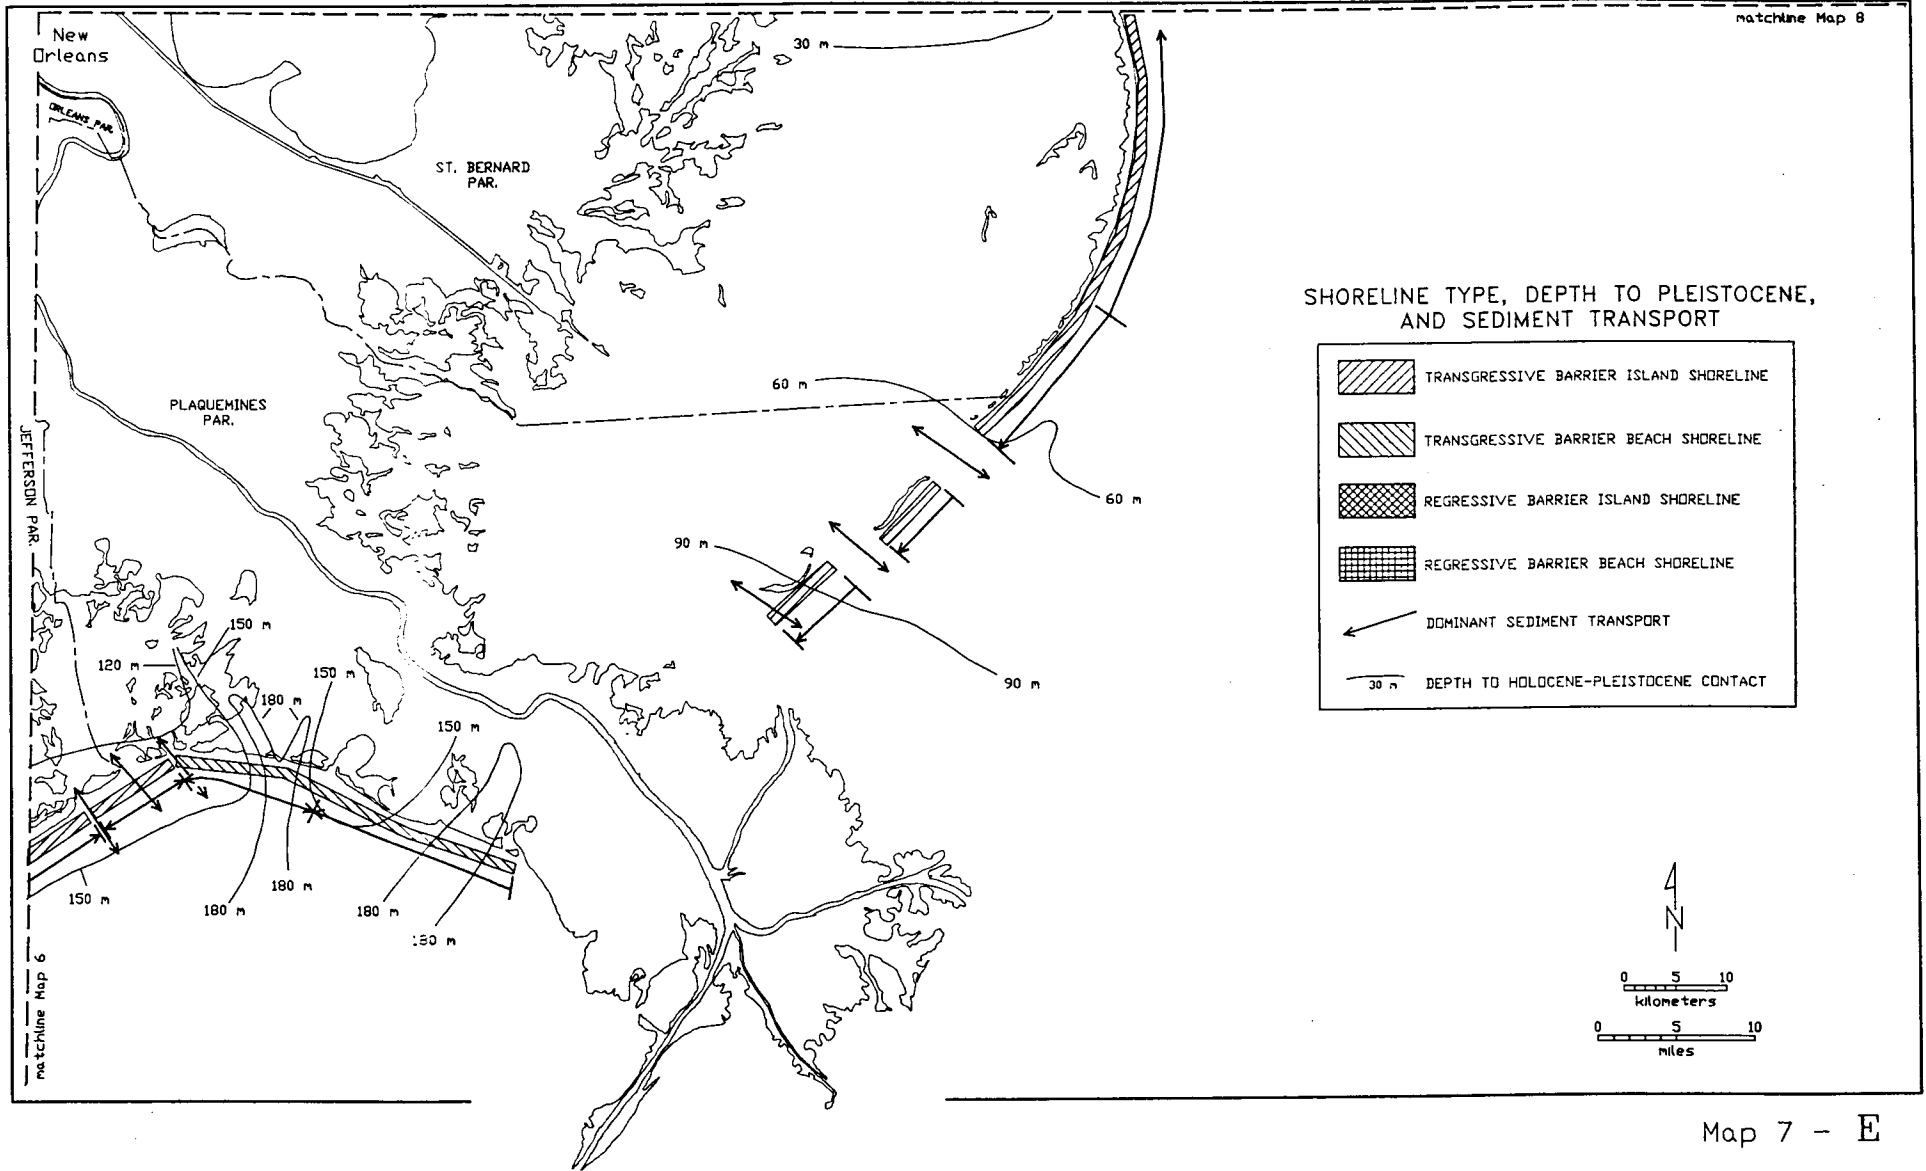 matchline Map 8
New
Orleans
30 m
ORLEANS PAR.
ST. BERNARD
PAR.
SHORELINE TYPE, DEPTH TO PLEISTOCENE,
AND SEDIMENT TRANSPORT
TRANSGRESSIVE BARRIER ISLAND SHORELINE
TRANSGRESSIVE BARRIER BEACH SHORELINE
REGRESSIVE BARRIER ISLAND SHORELINE
REGRESSIVE BARRIER BEACH SHORELINE
DOMINANT SEDIMENT TRANSPORT
30 m DEPTH TO HOLOCENE-PLEISTOCENE CONTACT
60 m
PLAQUEMINES
PAR.
JEFFERSON PAR.
60 m
90 m
150 m
120 m
150 m
90 m
180 m
150 m
180 m
150 m
180 m
180 m
180 m
matchline Map 6
N
0 5 10
kilometers
0 5 10
miles
Map 7 - E